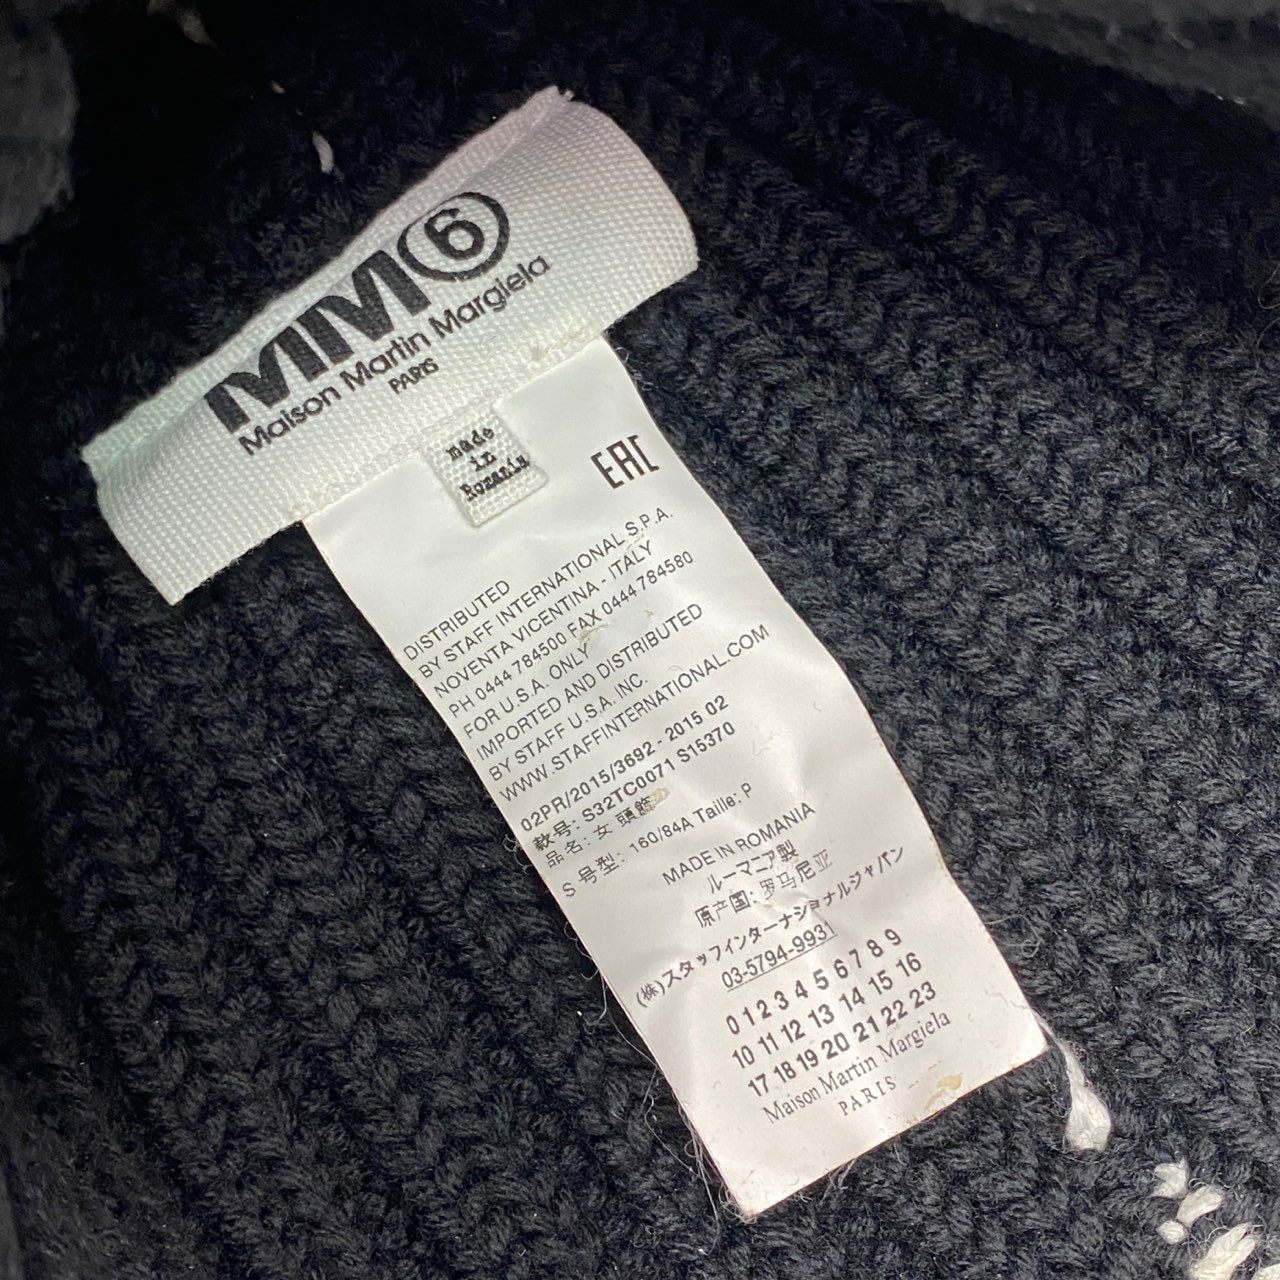 MM⑥
Maison Martin Margiela
PARIS
made
in
Romania
EAC
DISTRIBUTED
BY STAFF INTERNATIONAL S.P.A.
NOVENTA VICENTINA - ITALY
PH 0444 784500 FAX 0444 784580
FOR U.S.A. ONLY
IMPORTED AND DISTRIBUTED
BY STAFF U.S.A. INC.
WWW.STAFFINTERNATIONAL.COM
02PR/2015/3692 - 2015 02
款号: S32TC0071 S15370
品名: 女 頭飾
S 号型: 160/84A Taille: P
MADE IN ROMANIA
ルーマニア製
原产国: 罗马尼亚
(株)スタッフインターナショナルジャパン
03-5794-9931
0 1 2 3 4 5 6 7 8 9
10 11 12 13 14 15 16
17 18 19 20 21 22 23
Maison Martin Margiela
PARIS